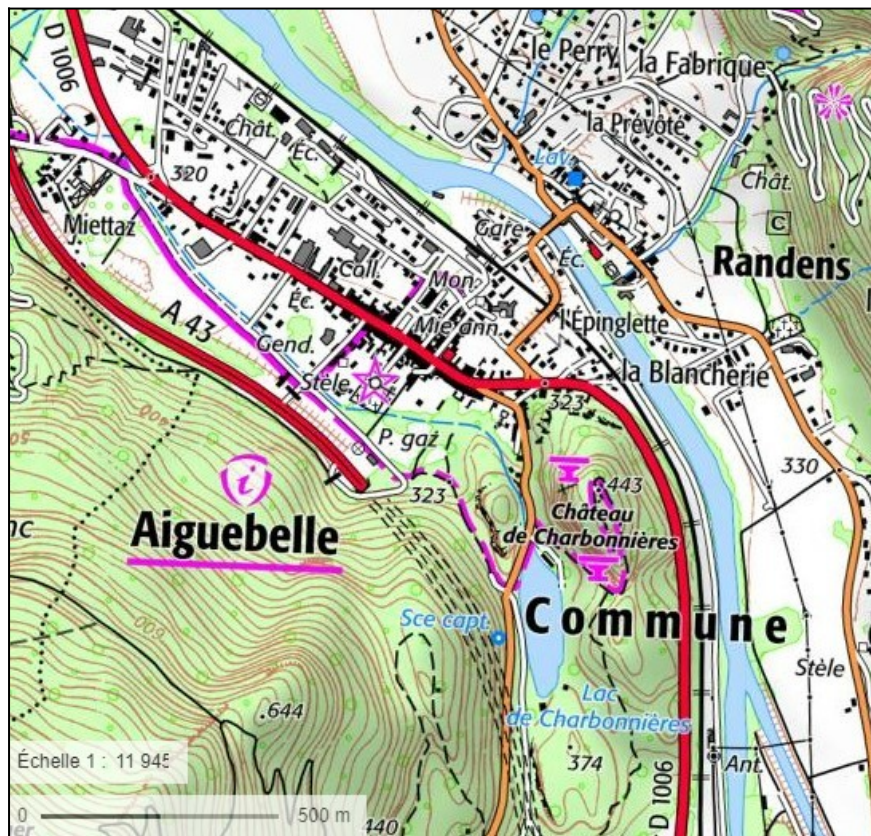 D 1006
le Perry
la Fabrique
la Prévôté
Chât.
Éc.
Lav.
Chât.
320
Miettaz
Gare
C
Coll.
Éc.
Randens
Mon.
Éc.
A 43
Mie ann.
l'Épinglette
Gend.
Stèle
la Blancherie
323
P. gaz
400
323
443
330
i
Château
de Charbonnières
Aiguebelle
Sce capt.
Commune
600
Stèle
Lac
de Charbonnières
644
Échelle 1 : 11 945
374
D 1006
Ant.
0
500 m
440